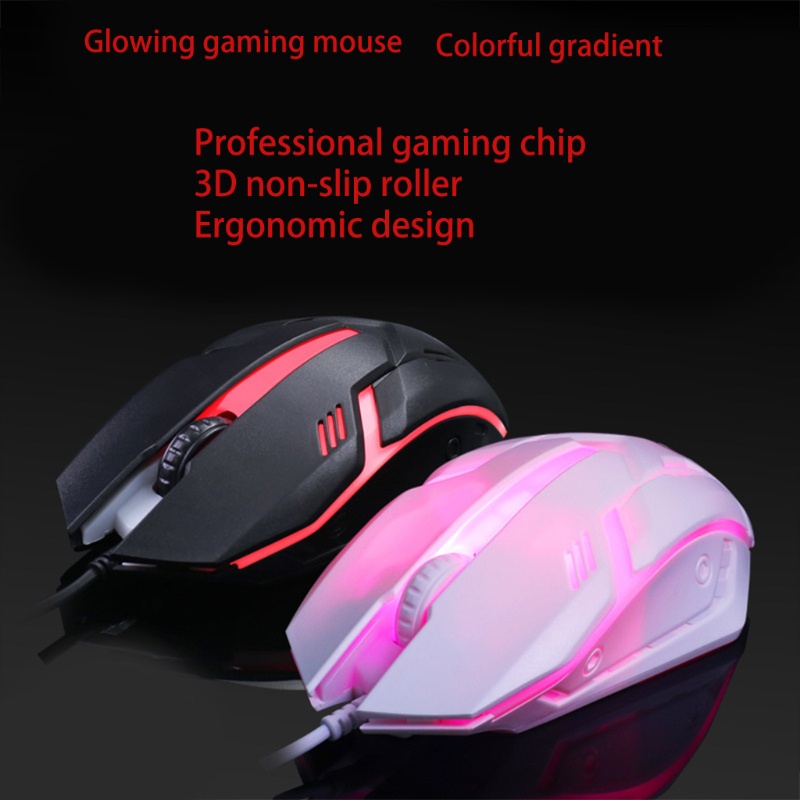 Glowing gaming mouse Colorful gradient
Professional gaming chip
3D non-slip roller
Ergonomic design